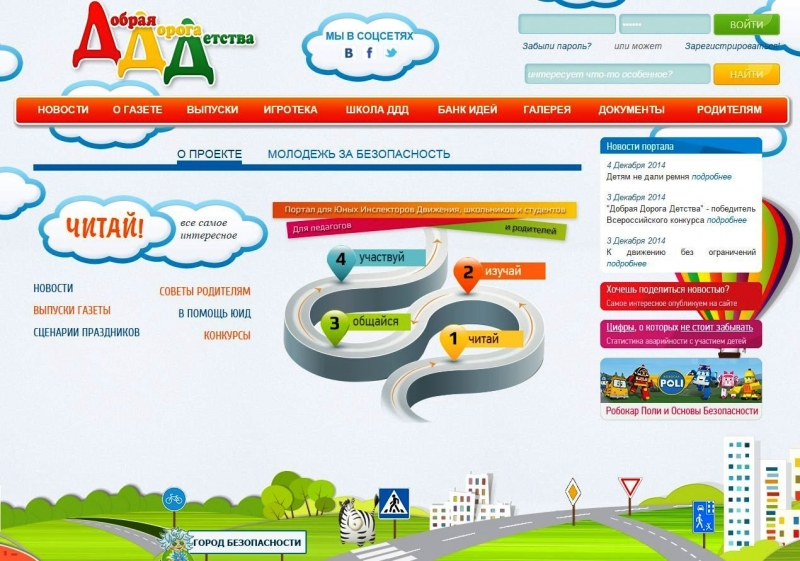 Добрая
Дорога
Детства
МЫ В СОЦСЕТЯХ
ВОЙТИ
Забыли пароль? или может Зарегистрироваться!
интересует что-то особенное? НАЙТИ
НОВОСТИ О ГАЗЕТЕ ВЫПУСКИ ИГРОТЕКА ШКОЛА ДДД БАНК ИДЕЙ ГАЛЕРЕЯ ДОКУМЕНТЫ РОДИТЕЛЯМ
О ПРОЕКТЕ МОЛОДЕЖЬ ЗА БЕЗОПАСНОСТЬ
ЧИТАЙ!
все самое
интересное
НОВОСТИ
ВЫПУСКИ ГАЗЕТЫ
СЦЕНАРИИ ПРАЗДНИКОВ
СОВЕТЫ РОДИТЕЛЯМ
В ПОМОЩЬ ЮИД
КОНКУРСЫ
Портал для Юных Инспекторов Движения, школьников и студентов
Для педагогов и родителей
4 участвуй
2 изучай
3 общайся
1 читай
Новости портала
4 Декабря 2014
Детям не дали ремня подробнее
3 Декабря 2014
"Добрая Дорога Детства" - победитель
Всероссийского конкурса подробнее
3 Декабря 2014
К движению без ограничений
подробнее
Хочешь поделиться новостью?
Самое интересное опубликуем на сайте
Цифры, о которых не стоит забывать
Статистика аварийности с участием детей
POLI
Робокар Поли и Основы Безопасности
ГОРОД БЕЗОПАСНОСТИ